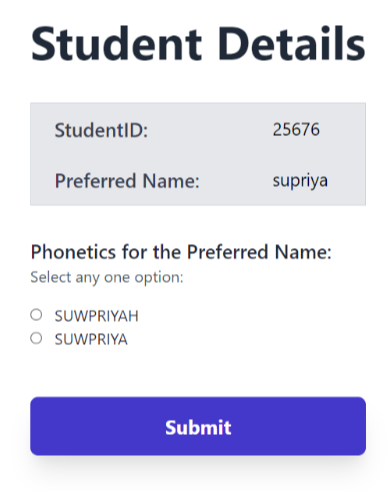 Student Details
StudentID: 25676
Preferred Name: supriya
Phonetics for the Preferred Name:
Select any one option:
SUWPRIYAH
SUWPRIYA
Submit